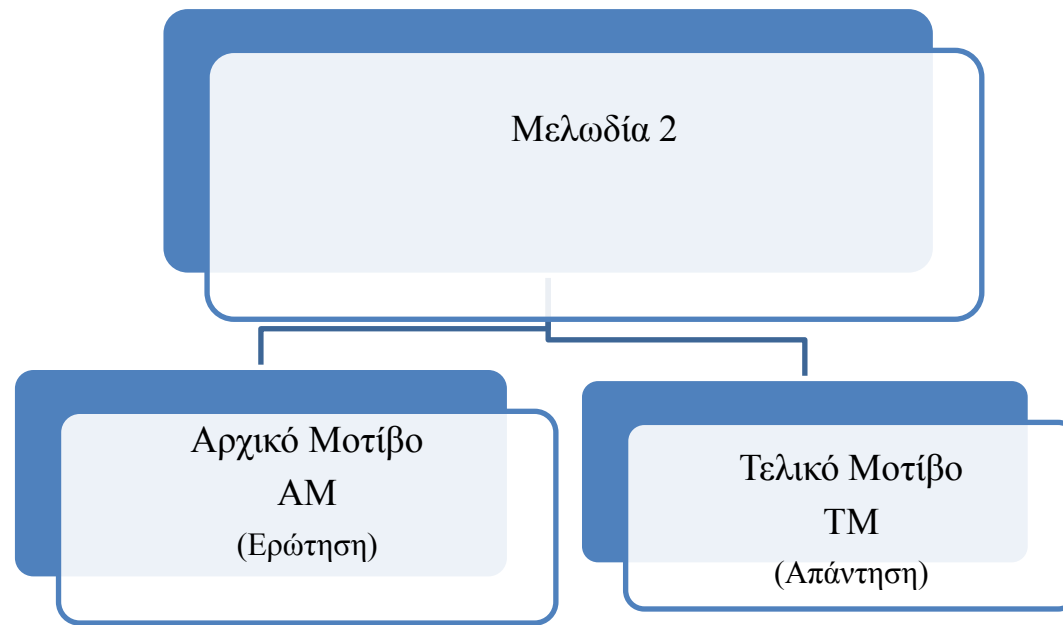 Μελωδία 2
Αρχικό Μοτίβο
ΑΜ
(Ερώτηση)
Τελικό Μοτίβο
ΤΜ
(Απάντηση)